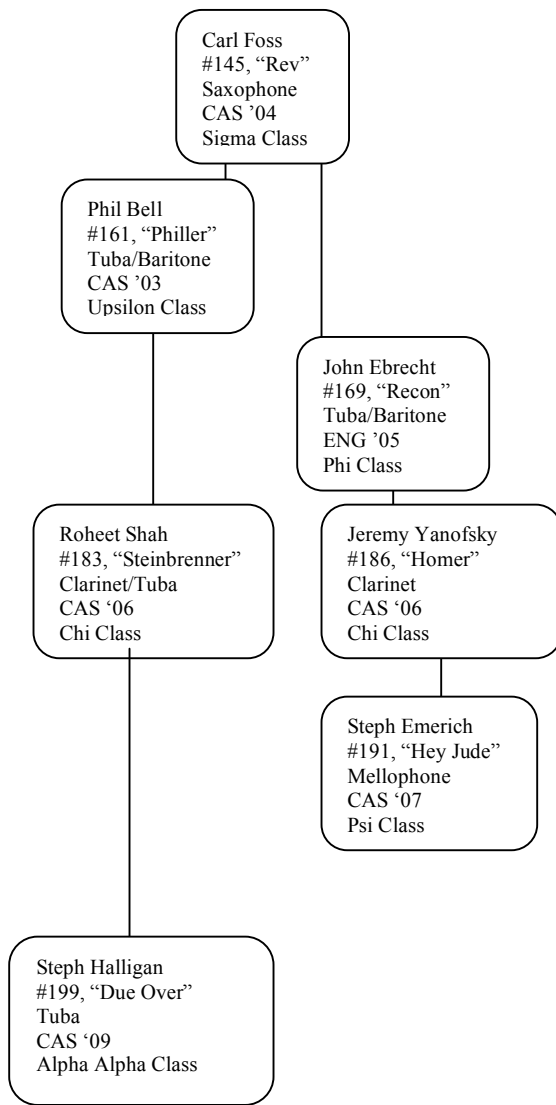 Carl Foss
#145, “Rev”
Saxophone
CAS ’04
Sigma Class
Phil Bell
#161, “Philler”
Tuba/Baritone
CAS ’03
Upsilon Class
John Ebrecht
#169, “Recon”
Tuba/Baritone
ENG ’05
Phi Class
Roheet Shah
#183, “Steinbrenner”
Clarinet/Tuba
CAS ‘06
Chi Class
Jeremy Yanofsky
#186, “Homer”
Clarinet
CAS ‘06
Chi Class
Steph Emerich
#191, “Hey Jude”
Mellophone
CAS ‘07
Psi Class
Steph Halligan
#199, “Due Over”
Tuba
CAS ’09
Alpha Alpha Class